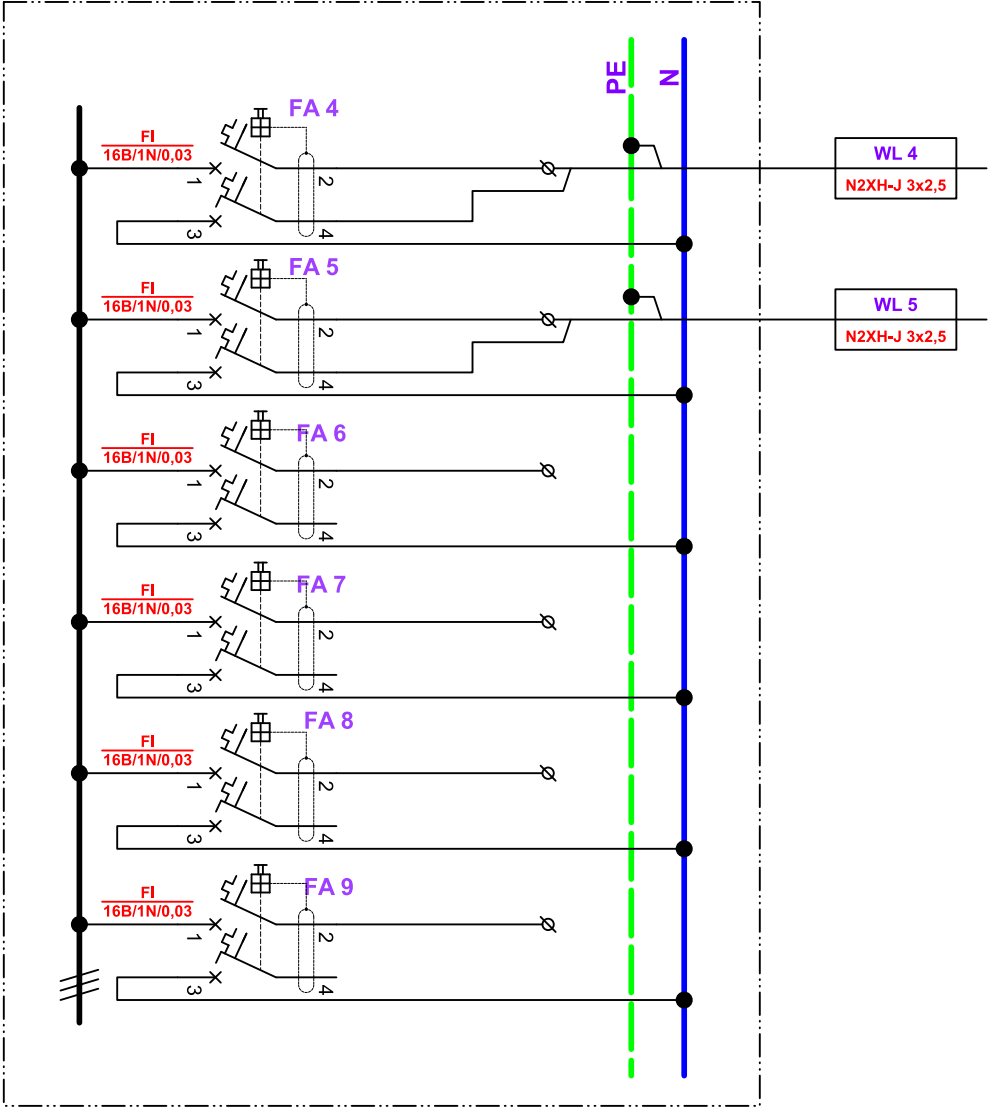 PE
N
FA 4
FI
16B/1N/0,03
1
2
3
4
WL 4
N2XH-J 3x2,5
FA 5
FI
16B/1N/0,03
1
2
3
4
WL 5
N2XH-J 3x2,5
FA 6
FI
16B/1N/0,03
1
2
3
4
FA 7
FI
16B/1N/0,03
1
2
3
4
FA 8
FI
16B/1N/0,03
1
2
3
4
FA 9
FI
16B/1N/0,03
1
2
3
4